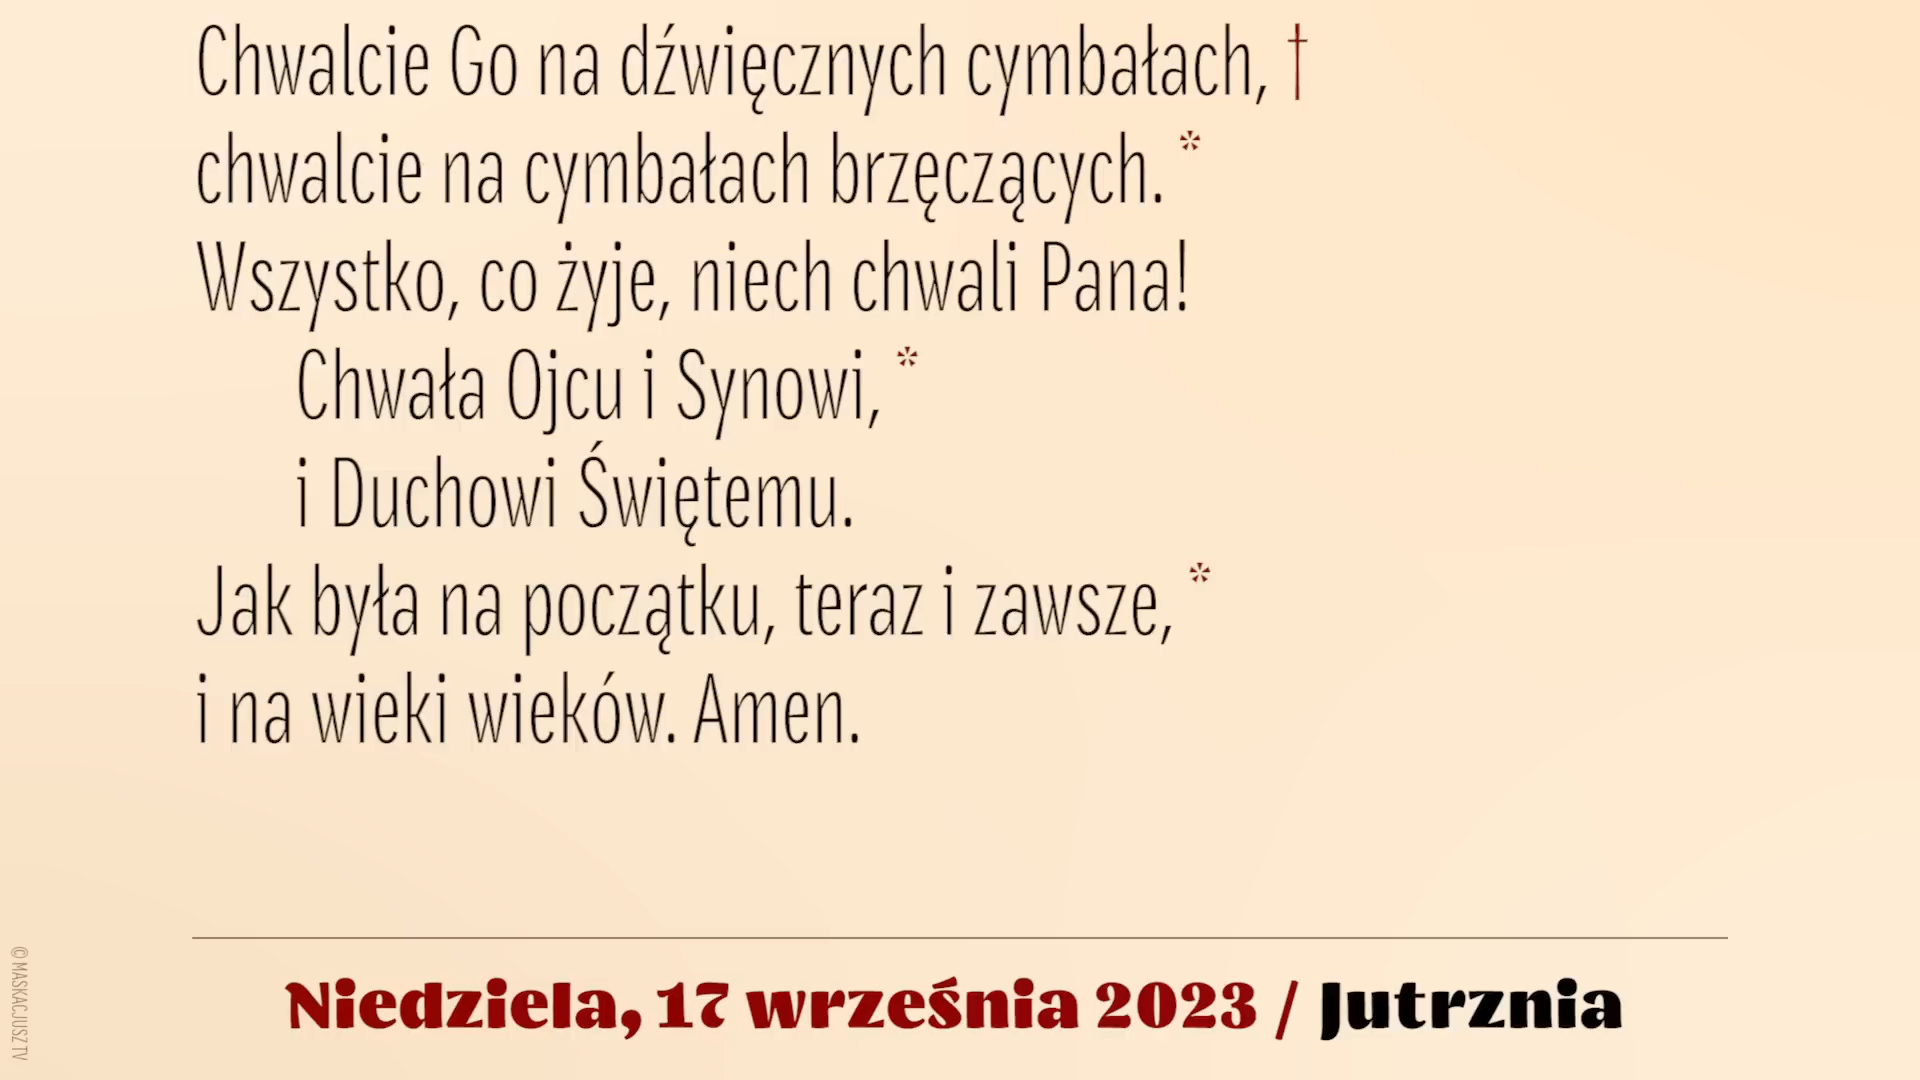 Chwalcie Go na dźwięcznych cymbałach, †
chwalcie na cymbałach brzęczących. *
Wszystko, co żyje, niech chwali Pana!
Chwała Ojcu i Synowi, *
i Duchowi Świętemu.
Jak była na początku, teraz i zawsze, *
i na wieki wieków. Amen.
Niedziela, 17 września 2023 / Jutrznia
© MASKACJUSZ TV